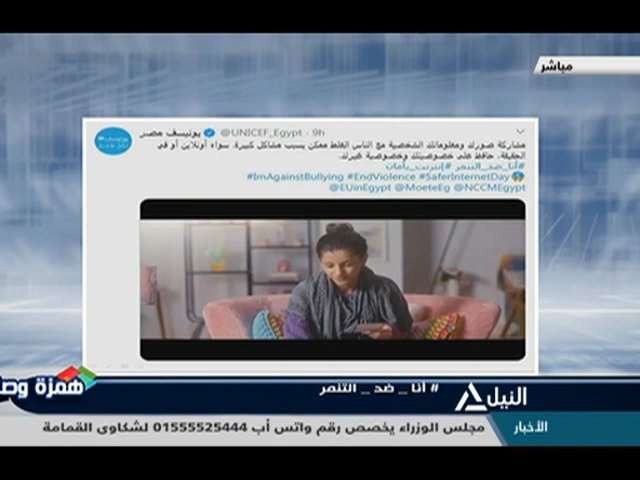 مباشر
يونيسف مصر @UNICEF_Egypt · 9h
مشاركة صورك ومعلوماتك الشخصية مع الناس الغلط ممكن يسبب مشاكل كبيرة. سواء أونلاين أو في
الحقيقة. حافظ على خصوصيتك وخصوصية غيرك.
#أنا_ضد_التنمر #إنترنت_بأمان
#ImAgainstBullying #EndViolence #SaferInternetDay
@EUinEgypt @MoeteEg @NCCMEgypt
# أنا _ ضد _ التنمر
همزة وصل
النيل
الأخبار
مجلس الوزراء يخصص رقم واتس أب 01555525444 لشكاوى القمامة